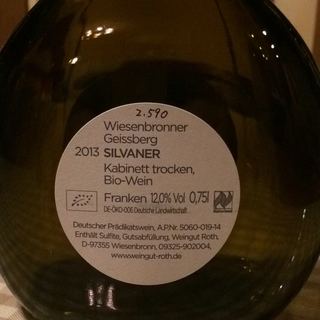 2.590
Wiesenbronner
Geissberg
2013 SILVANER
Kabinett trocken,
Bio-Wein
Franken 12,0% Vol 0,75l
DE-ÖKO-006 Deutsche Landwirtschaft
Deutscher Prädikatswein, A.P.Nr. 5060-019-14
Enthält Sulfite, Gutsabfüllung, Weingut Roth,
D-97355 Wiesenbronn, 09325-902004,
www.weingut-roth.de